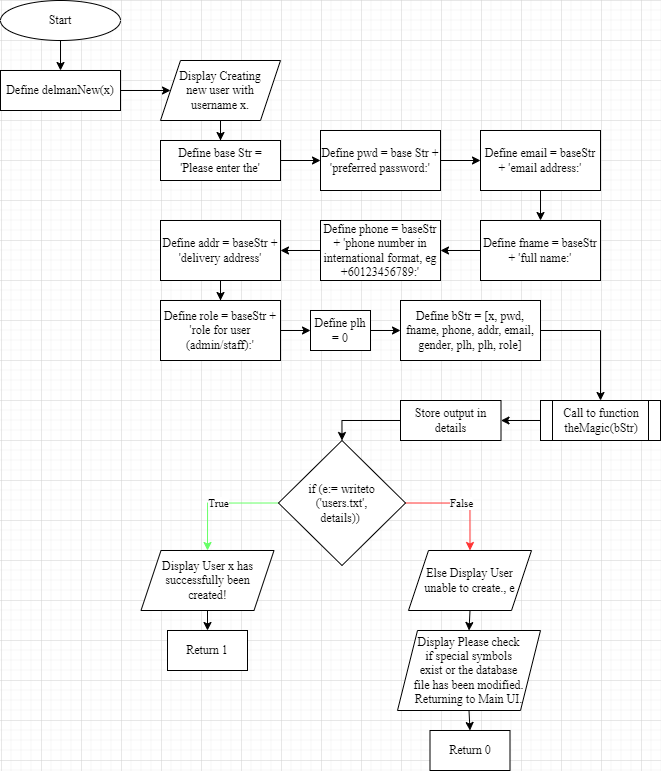 Start
Define delmanNew(x)
Display Creating
new user with
username x.
Define base Str =
'Please enter the'
Define pwd = base Str +
'preferred password:'
Define email = baseStr
+ 'email address:'
Define addr = baseStr +
'delivery address'
Define phone = baseStr
+ 'phone number in
international format, eg
+60123456789:'
Define fname = baseStr
+ 'full name:'
Define role = baseStr +
'role for user
(admin/staff):'
Define plh
= 0
Define bStr = [x, pwd,
fname, phone, addr, email,
gender, plh, plh, role]
Store output in
details
Call to function
theMagic(bStr)
if (e:= writeto
('users.txt',
details))
True
False
Display User x has
successfully been
created!
Else Display User
unable to create., e
Return 1
Display Please check
if special symbols
exist or the database
file has been modified.
Returning to Main UI.
Return 0